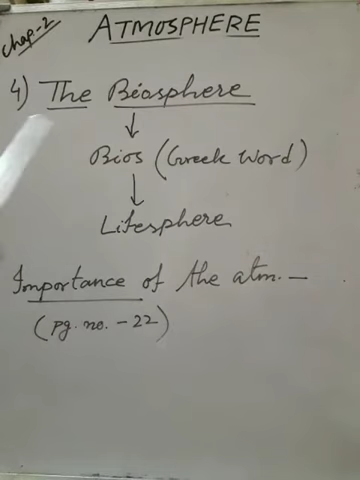 Chap-2
ATMOSPHERE
4) The Biosphere
Bios (Greek Word)
Lifesphere
Importance of the atm. —
(pg. no. - 22)